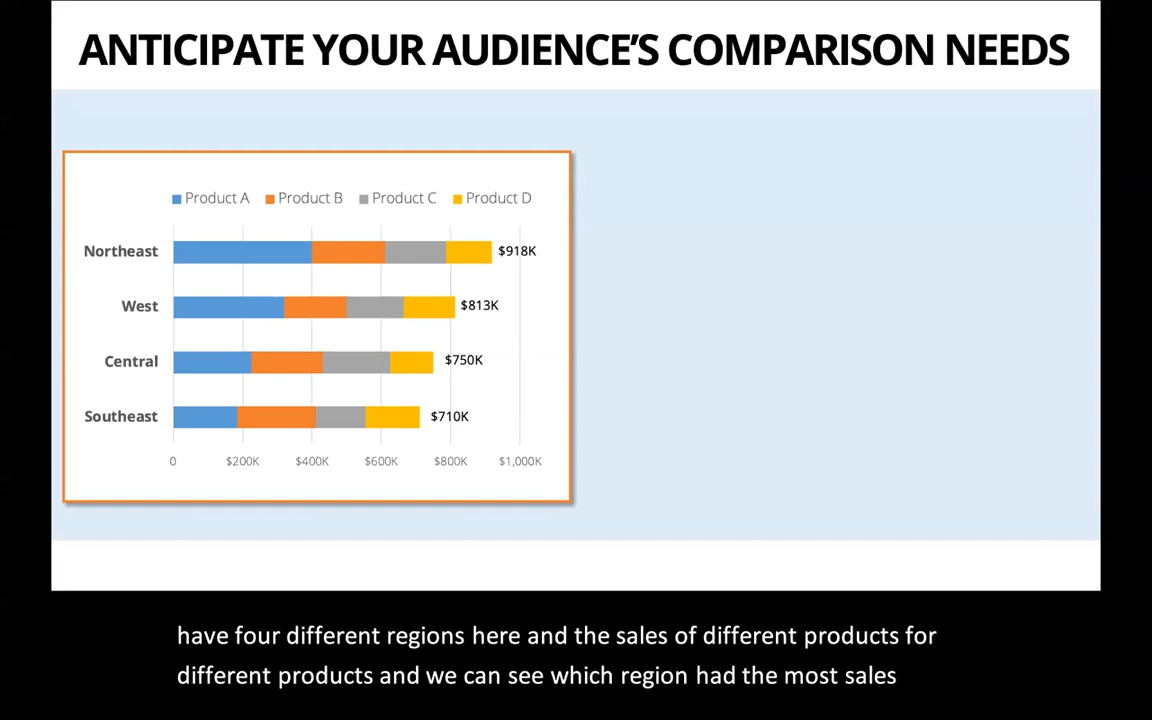 ANTICIPATE YOUR AUDIENCE'S COMPARISON NEEDS
Product A Product B Product C Product D
Northeast $918K
West $813K
Central $750K
Southeast $710K
0 $200K $400K $600K $800K $1,000K
have four different regions here and the sales of different products for
different products and we can see which region had the most sales